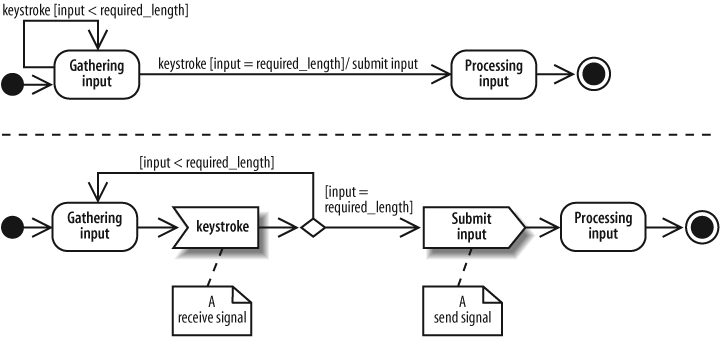 keystroke [input < required_length]
Gathering
input
keystroke [input = required_length]/ submit input
Processing
input
[input < required_length]
[input =
required_length]
Gathering
input
keystroke
Submit
input
Processing
input
A
receive signal
A
send signal